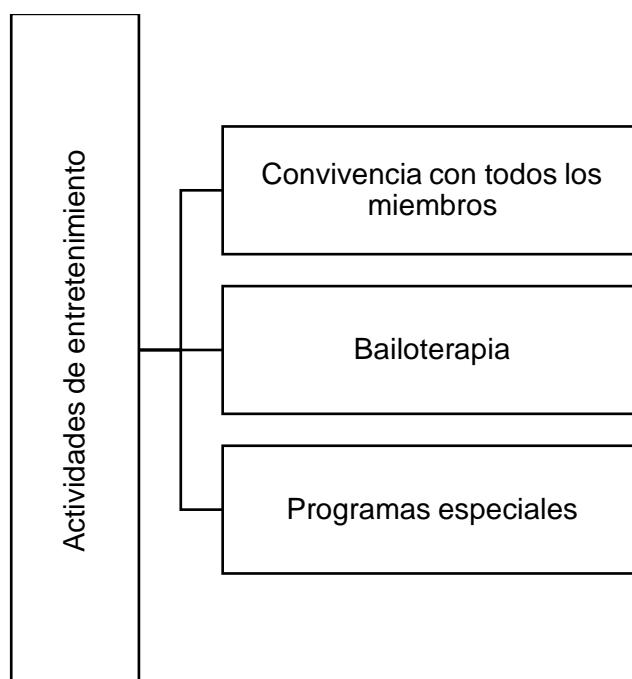 Actividades de entretenimiento
Convivencia con todos los
miembros
Bailoterapia
Programas especiales